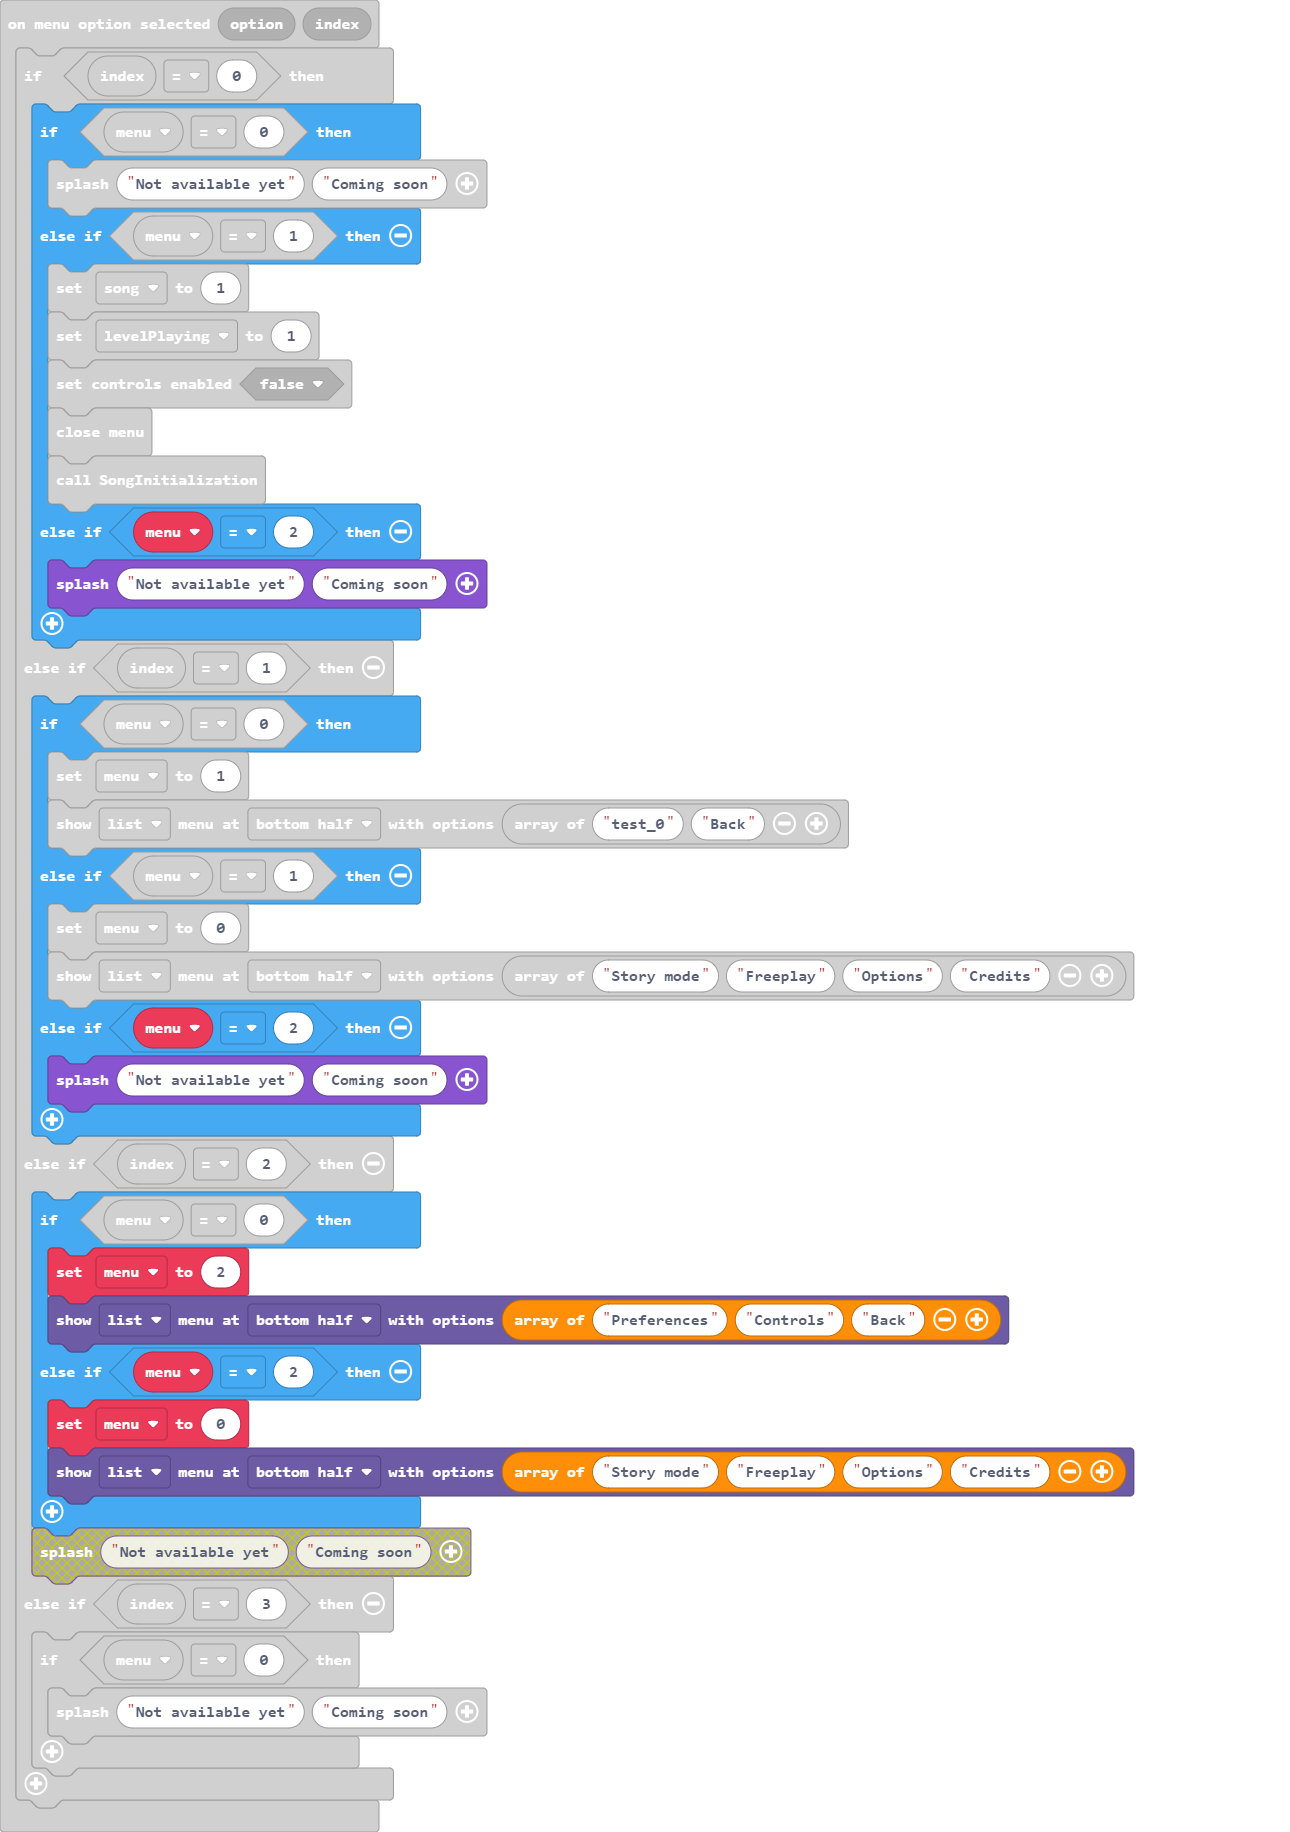 on menu option selected option index
if index = 0 then
if menu = 0 then
splash "Not available yet" "Coming soon"
else if menu = 1 then
set song to 1
set levelPlaying to 1
set controls enabled false
close menu
call SongInitialization
else if menu = 2 then
splash "Not available yet" "Coming soon"
else if index = 1 then
if menu = 0 then
set menu to 1
show list menu at bottom half with options array of "test_0" "Back"
else if menu = 1 then
set menu to 0
show list menu at bottom half with options array of "Story mode" "Freeplay" "Options" "Credits"
else if menu = 2 then
splash "Not available yet" "Coming soon"
else if index = 2 then
if menu = 0 then
set menu to 2
show list menu at bottom half with options array of "Preferences" "Controls" "Back"
else if menu = 2 then
set menu to 0
show list menu at bottom half with options array of "Story mode" "Freeplay" "Options" "Credits"
splash "Not available yet" "Coming soon"
else if index = 3 then
if menu = 0 then
splash "Not available yet" "Coming soon"